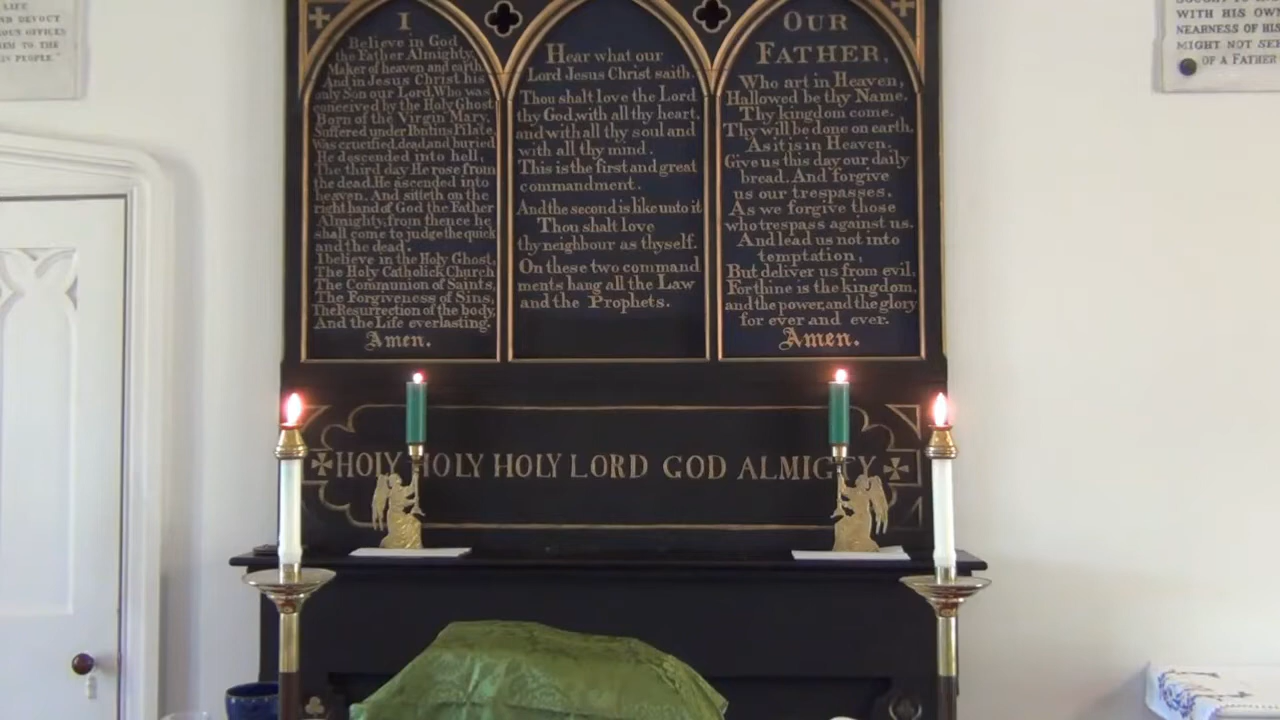 LIFE
ND DEVOUT
OUS OFFICES
EM TO THE
IS PEOPLE."
I
Believe in God
the Father Almighty,
Maker of heaven and earth.
And in Jesus Christ his
only Son our Lord, Who was
conceived by the Holy Ghost
Born of the Virgin Mary,
Suffered under Pontius Pilate,
Was crucified, dead, and buried
He descended into hell,
The third day He rose from
the dead, He ascended into
heaven, And sitteth on the
right hand of God the Father
Almighty, from thence he
shall come to judge the quick
and the dead.
I believe in the Holy Ghost,
The Holy Catholick Church
The Communion of Saints,
The Forgiveness of Sins,
The Resurrection of the body,
And the Life everlasting.
Amen.
Hear what our
Lord Jesus Christ saith.
Thou shalt love the Lord
thy God, with all thy heart,
and with all thy soul and
with all thy mind.
This is the first and great
commandment.
And the second is like unto it
Thou shalt love
thy neighbour as thyself.
On these two command
ments hang all the Law
and the Prophets.
OUR
FATHER,
Who art in Heaven,
Hallowed be thy Name,
Thy kingdom come,
Thy will be done on earth,
As it is in Heaven,
Give us this day our daily
bread. And forgive
us our trespasses,
As we forgive those
who trespass against us,
And lead us not into
temptation,
But deliver us from evil,
For thine is the kingdom,
and the power, and the glory
for ever and ever.
Amen.
WITH HIS OWN
NEARNESS OF HIS
MIGHT NOT SE
OF A FATHER
HOLY HOLY HOLY LORD GOD ALMIGTY